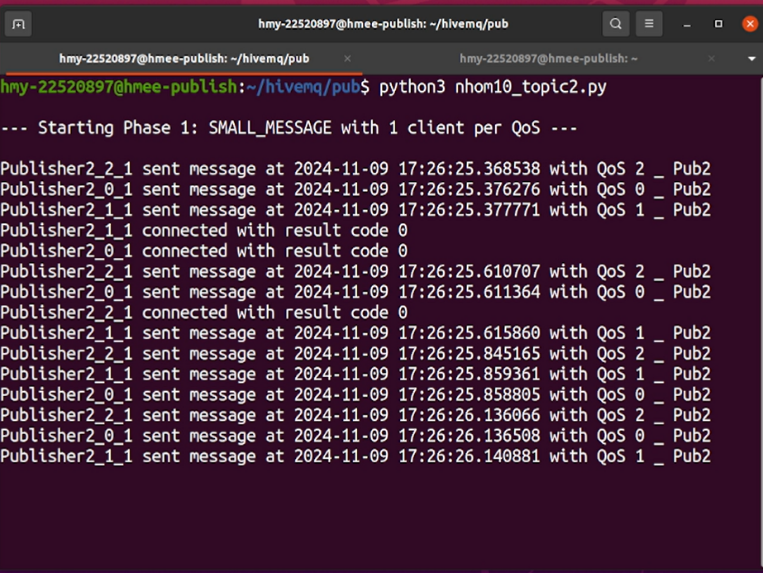 hmy-22520897@hmee-publish: ~/hivemq/pub
hmy-22520897@hmee-publish: ~/hivemq/pub × hmy-22520897@hmee-publish: ~ ×
hmy-22520897@hmee-publish:~/hivemq/pub$ python3 nhom10_topic2.py
--- Starting Phase 1: SMALL_MESSAGE with 1 client per QoS ---
Publisher2_2_1 sent message at 2024-11-09 17:26:25.368538 with QoS 2 _ Pub2
Publisher2_0_1 sent message at 2024-11-09 17:26:25.376276 with QoS 0 _ Pub2
Publisher2_1_1 sent message at 2024-11-09 17:26:25.377771 with QoS 1 _ Pub2
Publisher2_1_1 connected with result code 0
Publisher2_0_1 connected with result code 0
Publisher2_2_1 sent message at 2024-11-09 17:26:25.610707 with QoS 2 _ Pub2
Publisher2_0_1 sent message at 2024-11-09 17:26:25.611364 with QoS 0 _ Pub2
Publisher2_2_1 connected with result code 0
Publisher2_1_1 sent message at 2024-11-09 17:26:25.615860 with QoS 1 _ Pub2
Publisher2_2_1 sent message at 2024-11-09 17:26:25.845165 with QoS 2 _ Pub2
Publisher2_1_1 sent message at 2024-11-09 17:26:25.859361 with QoS 1 _ Pub2
Publisher2_0_1 sent message at 2024-11-09 17:26:25.858805 with QoS 0 _ Pub2
Publisher2_2_1 sent message at 2024-11-09 17:26:26.136066 with QoS 2 _ Pub2
Publisher2_0_1 sent message at 2024-11-09 17:26:26.136508 with QoS 0 _ Pub2
Publisher2_1_1 sent message at 2024-11-09 17:26:26.140881 with QoS 1 _ Pub2